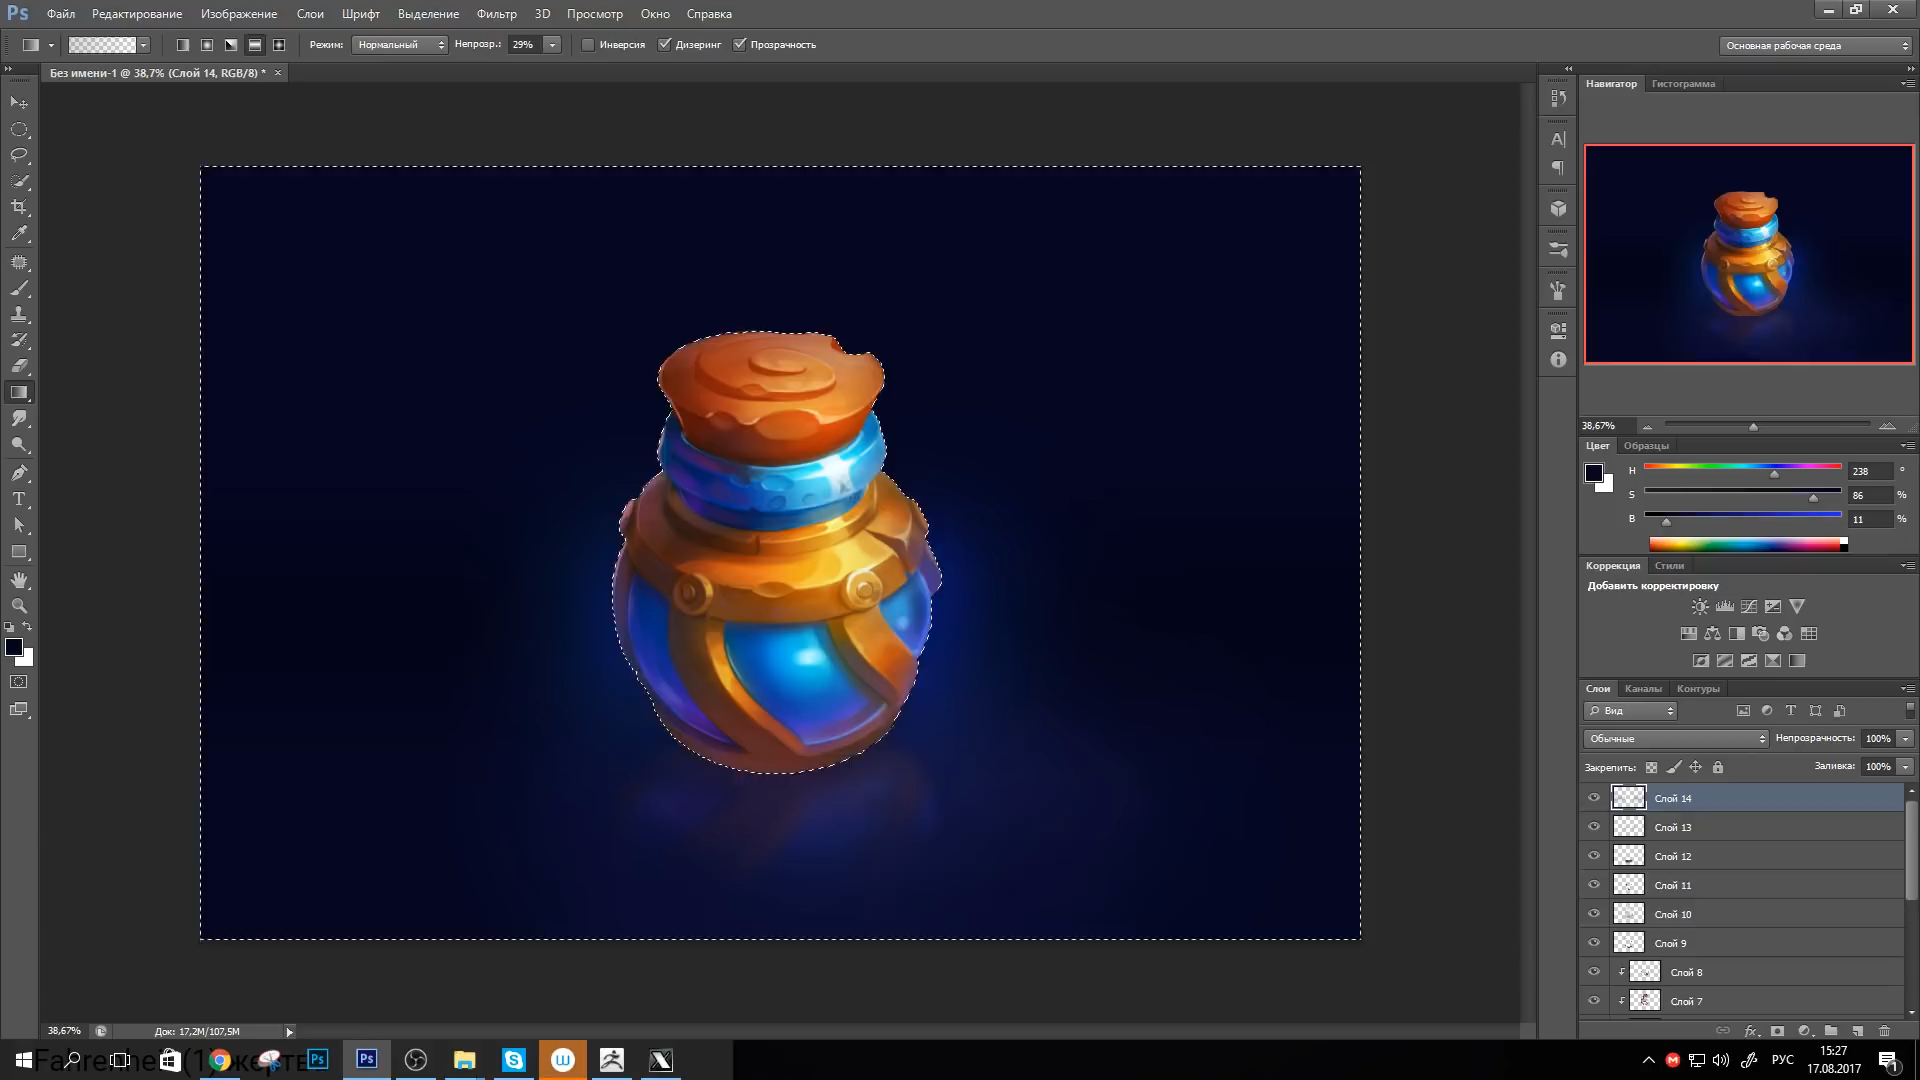 Ps Файл Редактирование Изображение Слои Шрифт Выделение Фильтр 3D Просмотр Окно Справка
Режим: Нормальный Непрозр.: 29% Инверсия Дизеринг Прозрачность Основная рабочая среда
Без имени-1 @ 38,7% (Слой 14, RGB/8) *
Навигатор Гистограмма
38,67%
Цвет Образцы
H 238 °
S 86 %
B 11 %
Коррекция Стили
Добавить корректировку
Слои Каналы Контуры
Вид
Обычные Непрозрачность: 100%
Закрепить: Заливка: 100%
Слой 14
Слой 13
Слой 12
Слой 11
Слой 10
Слой 9
Слой 8
Слой 7
38,67% Док: 17,2M/107,5M
РУС
15:27
17.08.2017